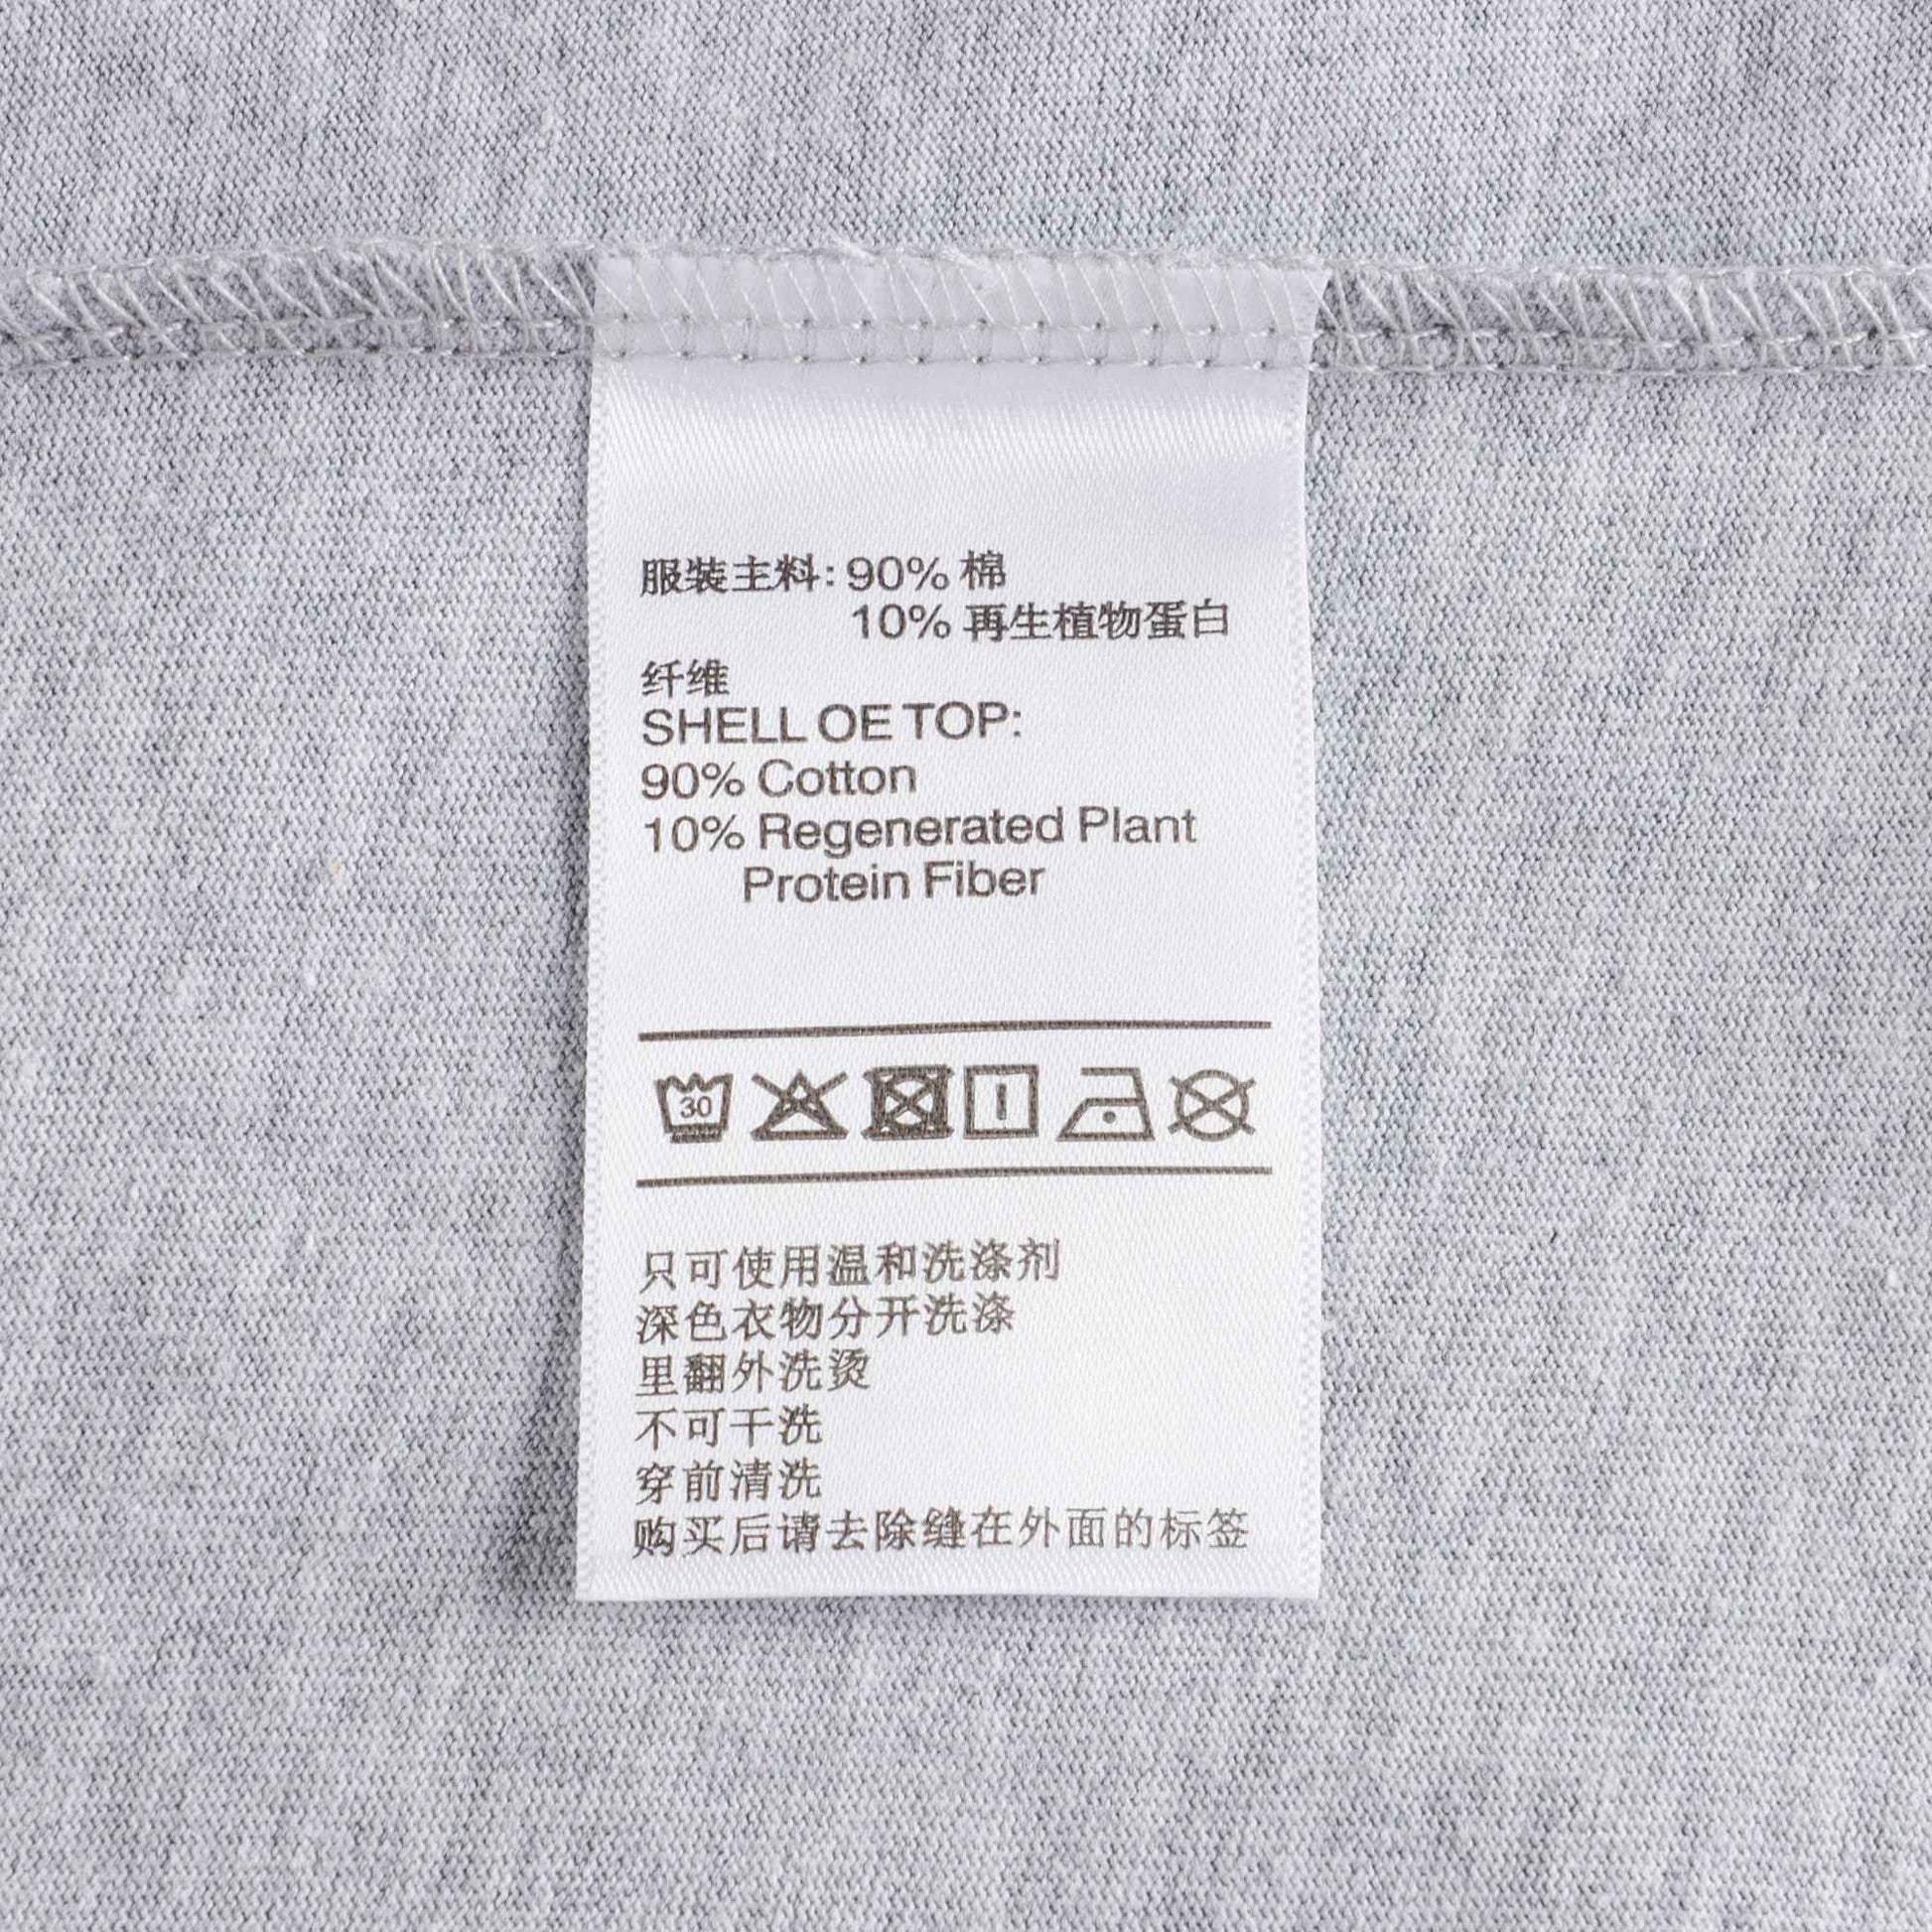 服装主料: 90% 棉
10% 再生植物蛋白
纤维
SHELL OE TOP:
90% Cotton
10% Regenerated Plant
Protein Fiber
30
只可使用温和洗涤剂
深色衣物分开洗涤
里翻外洗烫
不可干洗
穿前清洗
购买后请去除缝在外面的标签